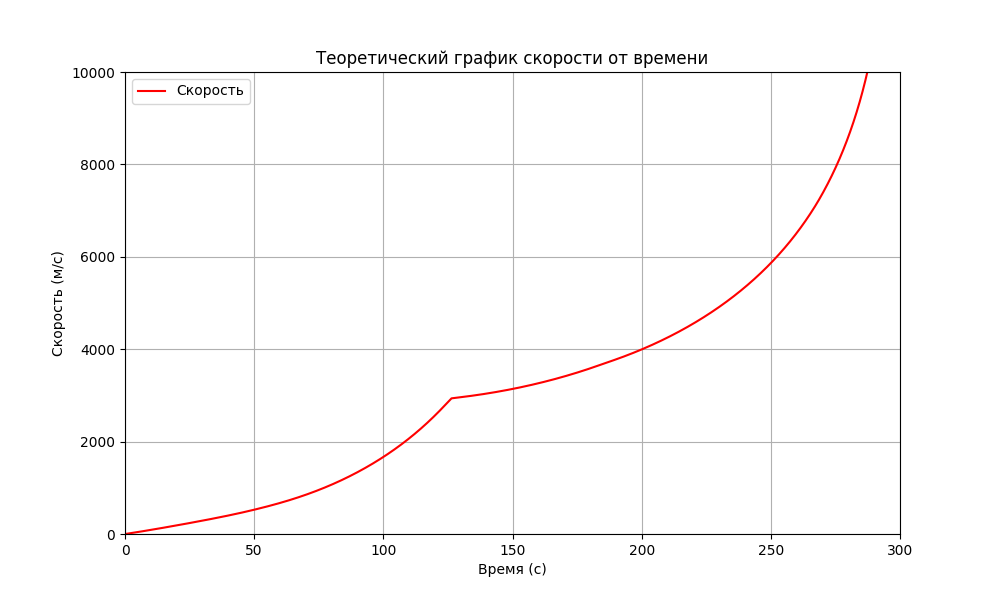 Теоретический график скорости от времени
Скорость
Скорость (м/с)
10000
8000
6000
4000
2000
0
0 50 100 150 200 250 300
Время (с)